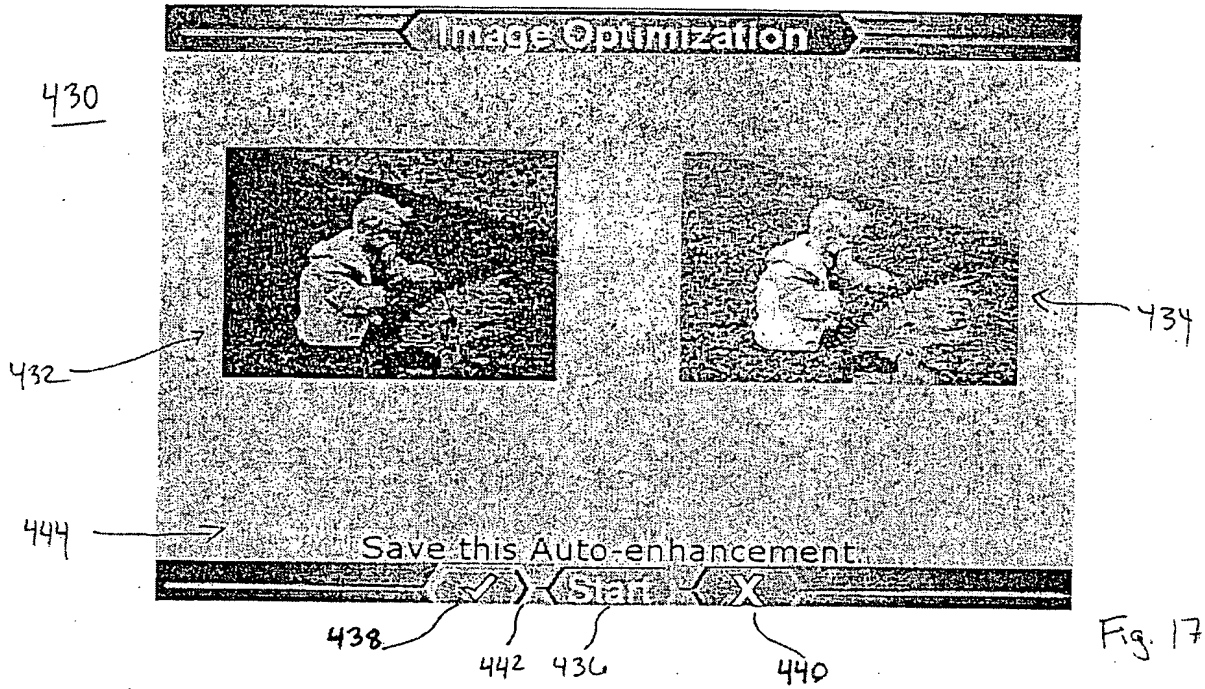 Image Optimization
430
432
434
444
Save this Auto-enhancement.
✓ Start X
438 442 436 440
Fig. 17